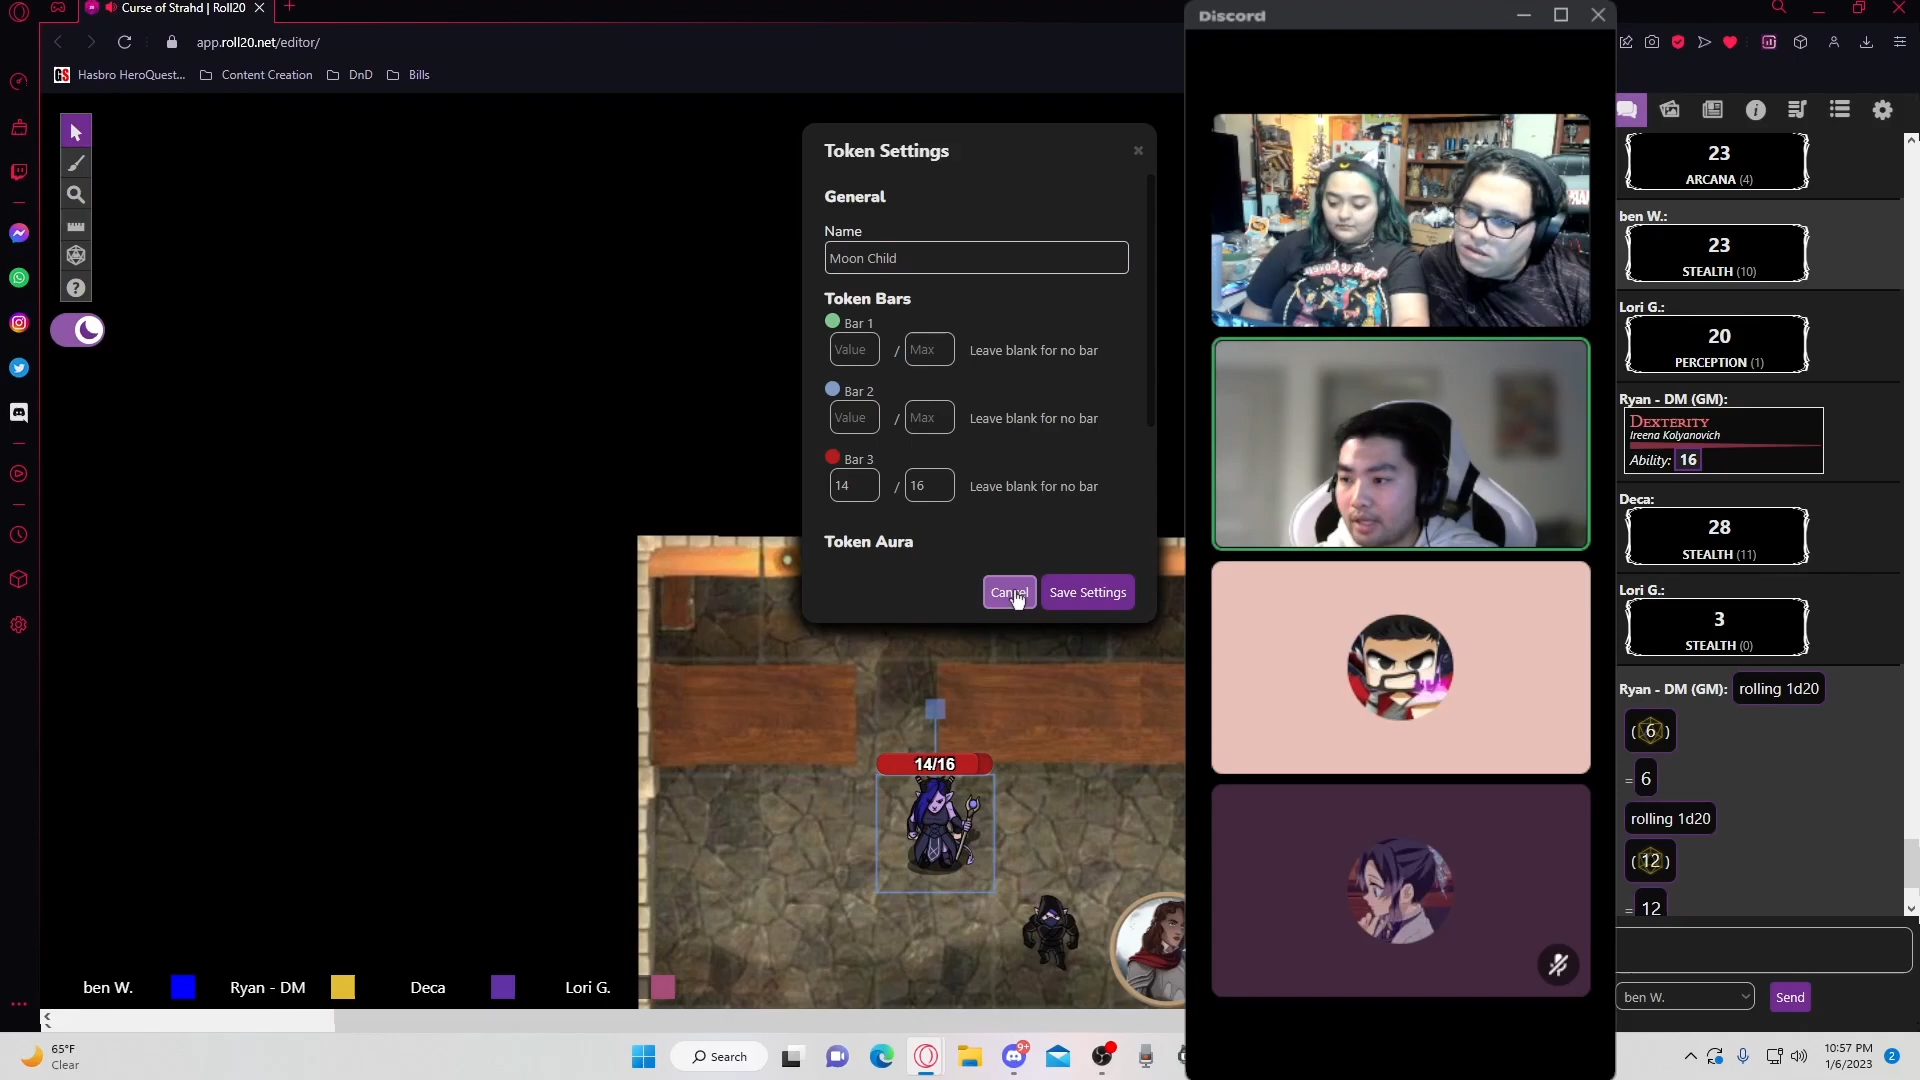 Curse of Strahd | Roll20
app.roll20.net/editor/
Hasbro HeroQuest...
Content Creation
DnD
Bills
Token Settings
General
Name
Moon Child
Token Bars
Bar 1
Value / Max Leave blank for no bar
Bar 2
Value / Max Leave blank for no bar
Bar 3
14 / 16 Leave blank for no bar
Token Aura
Cancel
Save Settings
14/16
ben W.
Ryan - DM
Deca
Lori G.
Discord
23
ARCANA (4)
ben W.:
23
STEALTH (10)
Lori G.:
20
PERCEPTION (1)
Ryan - DM (GM):
DEXTERITY
Ireena Kolyanovich
Ability: 16
Deca:
28
STEALTH (11)
Lori G.:
3
STEALTH (0)
Ryan - DM (GM): rolling 1d20
(6)
= 6
rolling 1d20
(12)
= 12
ben W.
Send
65°F
Clear
Search
9+
10:57 PM
1/6/2023
2